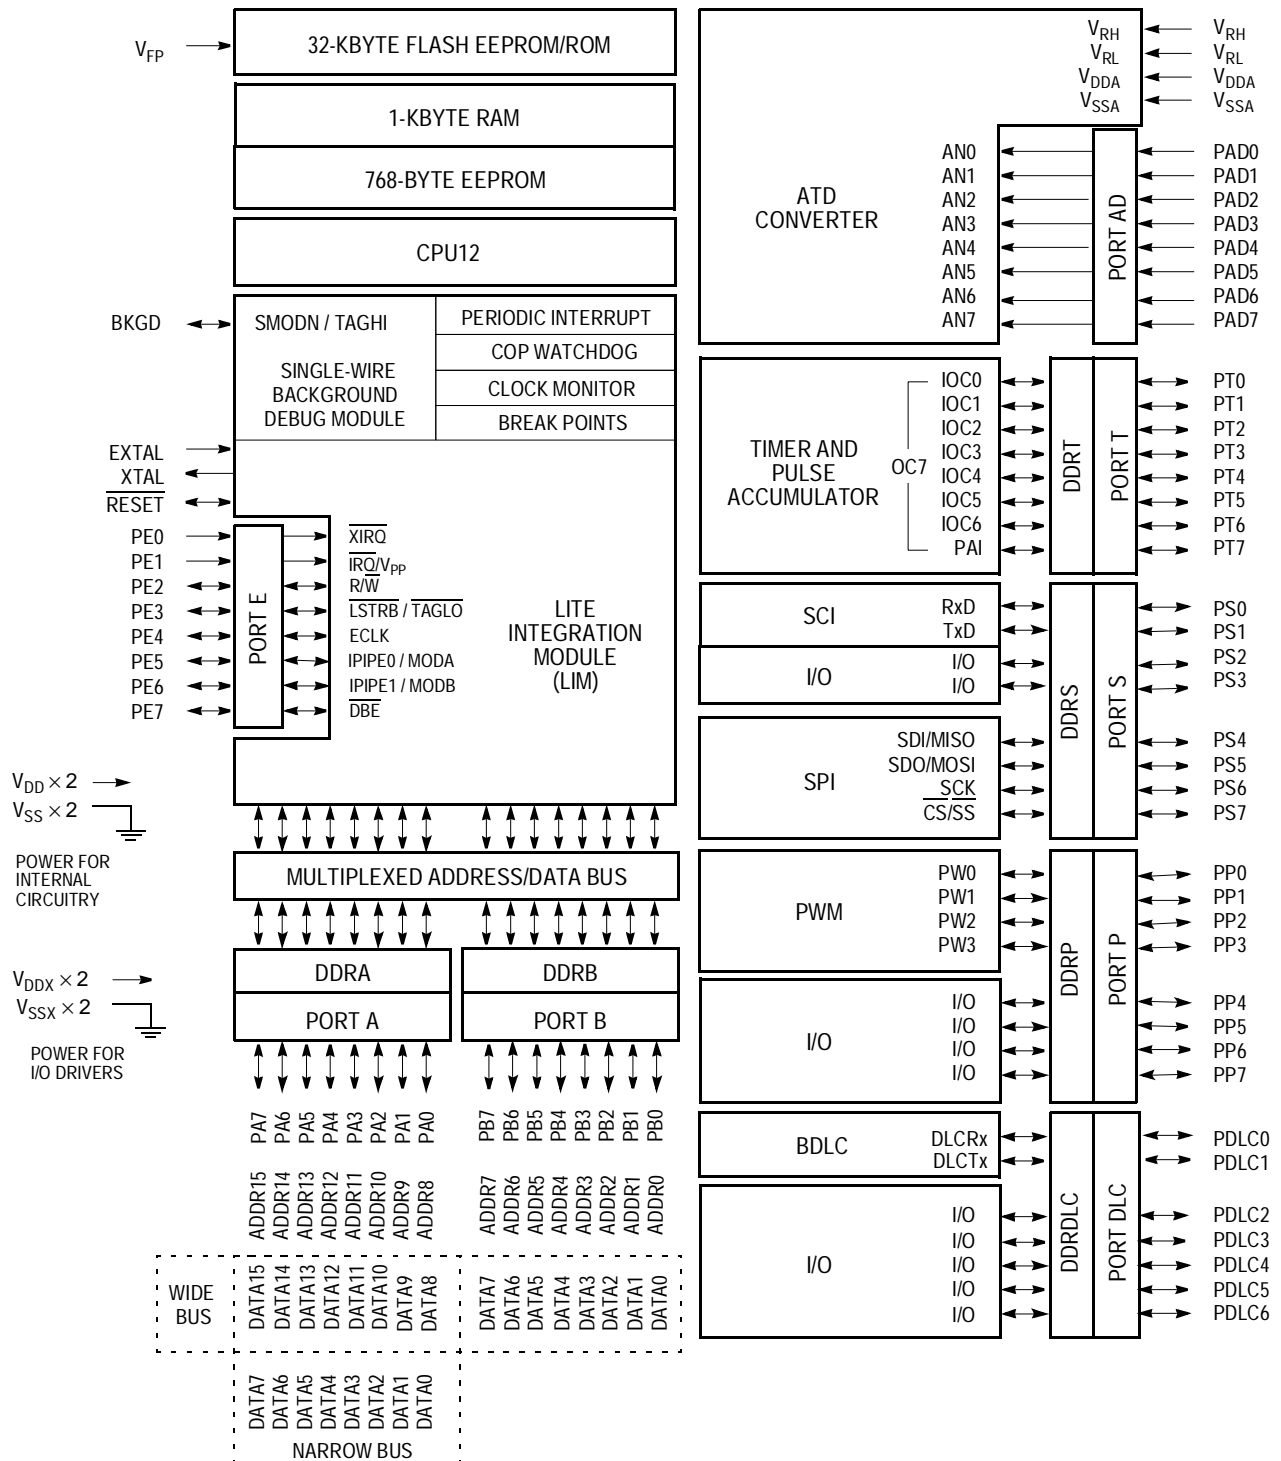 V_FP
32-KBYTE FLASH EEPROM/ROM
1-KBYTE RAM
768-BYTE EEPROM
CPU12
BKGD
SMODN / TAGHI
SINGLE-WIRE
BACKGROUND
DEBUG MODULE
PERIODIC INTERRUPT
COP WATCHDOG
CLOCK MONITOR
BREAK POINTS
EXTAL
XTAL
RESET
PE0
PE1
PE2
PE3
PE4
PE5
PE6
PE7
PORT E
XIRQ
IRQ/V_PP
R/W
LSTRB / TAGLO
ECLK
IPIPE0 / MODA
IPIPE1 / MODB
DBE
LITE
INTEGRATION
MODULE
(LIM)
V_DD × 2
V_SS × 2
POWER FOR
INTERNAL
CIRCUITRY
MULTIPLEXED ADDRESS/DATA BUS
V_DDX × 2
V_SSX × 2
POWER FOR
I/O DRIVERS
DDRA
DDRB
PORT A
PORT B
PA7
PA6
PA5
PA4
PA3
PA2
PA1
PA0
PB7
PB6
PB5
PB4
PB3
PB2
PB1
PB0
ADDR15
ADDR14
ADDR13
ADDR12
ADDR11
ADDR10
ADDR9
ADDR8
ADDR7
ADDR6
ADDR5
ADDR4
ADDR3
ADDR2
ADDR1
ADDR0
WIDE
BUS
DATA15
DATA14
DATA13
DATA12
DATA11
DATA10
DATA9
DATA8
DATA7
DATA6
DATA5
DATA4
DATA3
DATA2
DATA1
DATA0
DATA7
DATA6
DATA5
DATA4
DATA3
DATA2
DATA1
DATA0
NARROW BUS
ATD
CONVERTER
V_RH
V_RL
V_DDA
V_SSA
V_RH
V_RL
V_DDA
V_SSA
AN0
AN1
AN2
AN3
AN4
AN5
AN6
AN7
PORT AD
PAD0
PAD1
PAD2
PAD3
PAD4
PAD5
PAD6
PAD7
TIMER AND
PULSE
ACCUMULATOR
OC7
IOC0
IOC1
IOC2
IOC3
IOC4
IOC5
IOC6
PAI
DDRT
PORT T
PT0
PT1
PT2
PT3
PT4
PT5
PT6
PT7
SCI
RxD
TxD
I/O
I/O
I/O
SPI
SDI/MISO
SDO/MOSI
SCK
CS/SS
DDRS
PORT S
PS0
PS1
PS2
PS3
PS4
PS5
PS6
PS7
PWM
PW0
PW1
PW2
PW3
I/O
I/O
I/O
I/O
I/O
DDRP
PORT P
PP0
PP1
PP2
PP3
PP4
PP5
PP6
PP7
BDLC
DLCRx
DLCTx
I/O
I/O
I/O
I/O
I/O
I/O
DDRDLC
PORT DLC
PDLC0
PDLC1
PDLC2
PDLC3
PDLC4
PDLC5
PDLC6